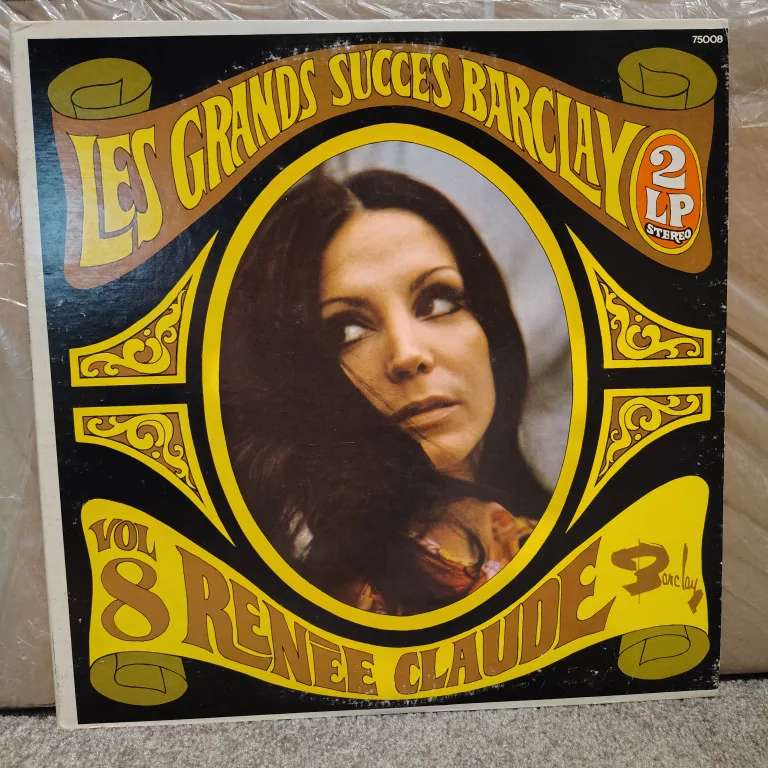 75008
LES GRANDS SUCCES BARCLAY
2
LP
STEREO
VOL
8
RENÉE CLAUDE
Barclay